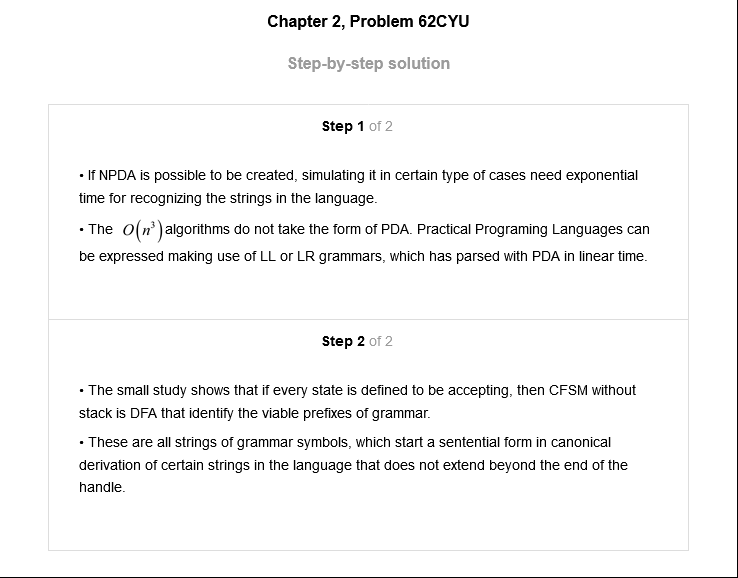 Chapter 2, Problem 62CYU
Step-by-step solution
Step 1 of 2
• If NPDA is possible to be created, simulating it in certain type of cases need exponential
time for recognizing the strings in the language.
• The O(n³) algorithms do not take the form of PDA. Practical Programing Languages can
be expressed making use of LL or LR grammars, which has parsed with PDA in linear time.
Step 2 of 2
• The small study shows that if every state is defined to be accepting, then CFSM without
stack is DFA that identify the viable prefixes of grammar.
• These are all strings of grammar symbols, which start a sentential form in canonical
derivation of certain strings in the language that does not extend beyond the end of the
handle.